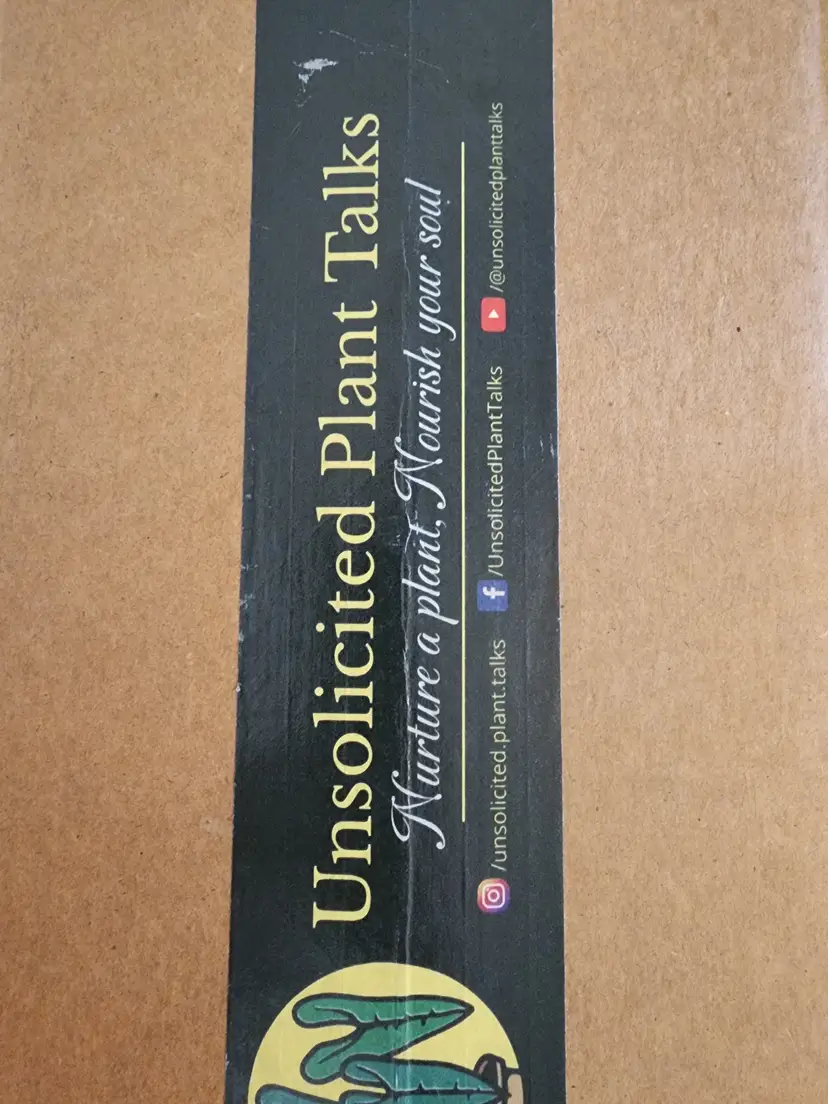 Unsolicited Plant Talks
Nurture a plant, Nourish your soul
/unsolicited.plant.talks /UnsolicitedPlantTalks /@unsolicitedplanttalks